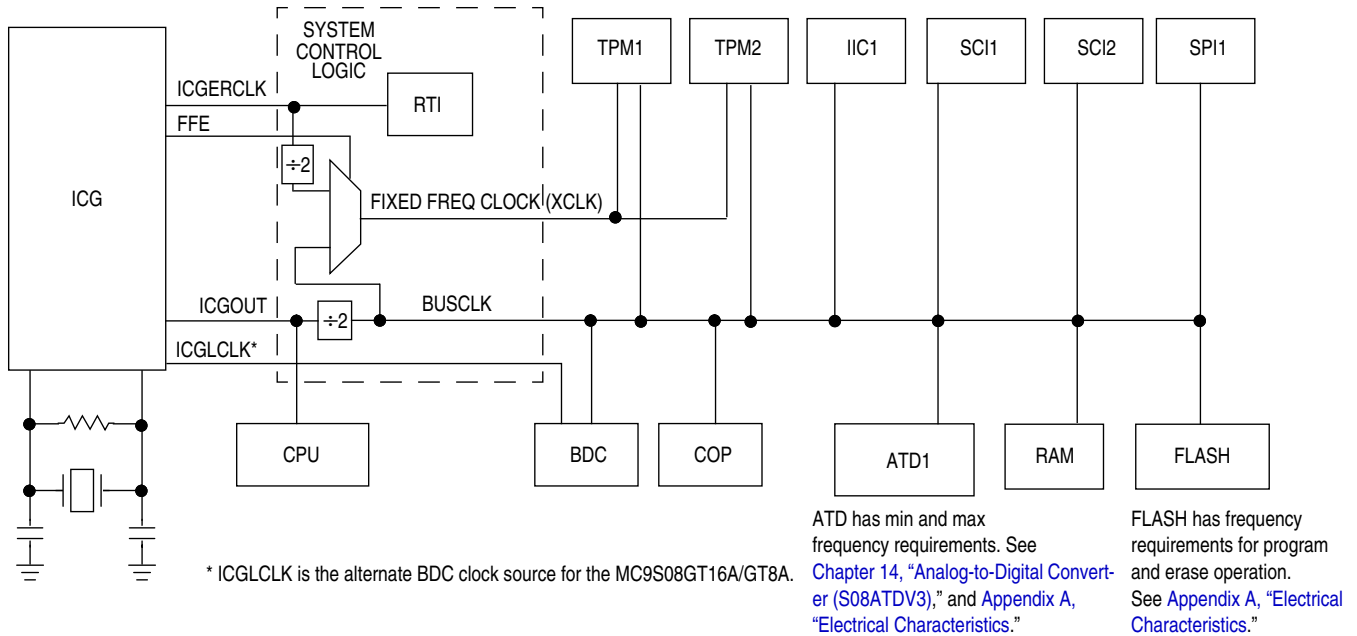 SYSTEM
CONTROL
LOGIC
TPM1
TPM2
IIC1
SCI1
SCI2
SPI1
ICGERCLK
RTI
FFE
÷2
ICG
FIXED FREQ CLOCK (XCLK)
ICGOUT
÷2
BUSCLK
ICGLCLK*
CPU
BDC
COP
ATD1
RAM
FLASH
ATD has min and max
frequency requirements. See
Chapter 14, “Analog-to-Digital Convert-
er (S08ATDV3),” and Appendix A,
“Electrical Characteristics.”
FLASH has frequency
requirements for program
and erase operation.
See Appendix A, “Electrical
Characteristics.”
* ICGLCLK is the alternate BDC clock source for the MC9S08GT16A/GT8A.